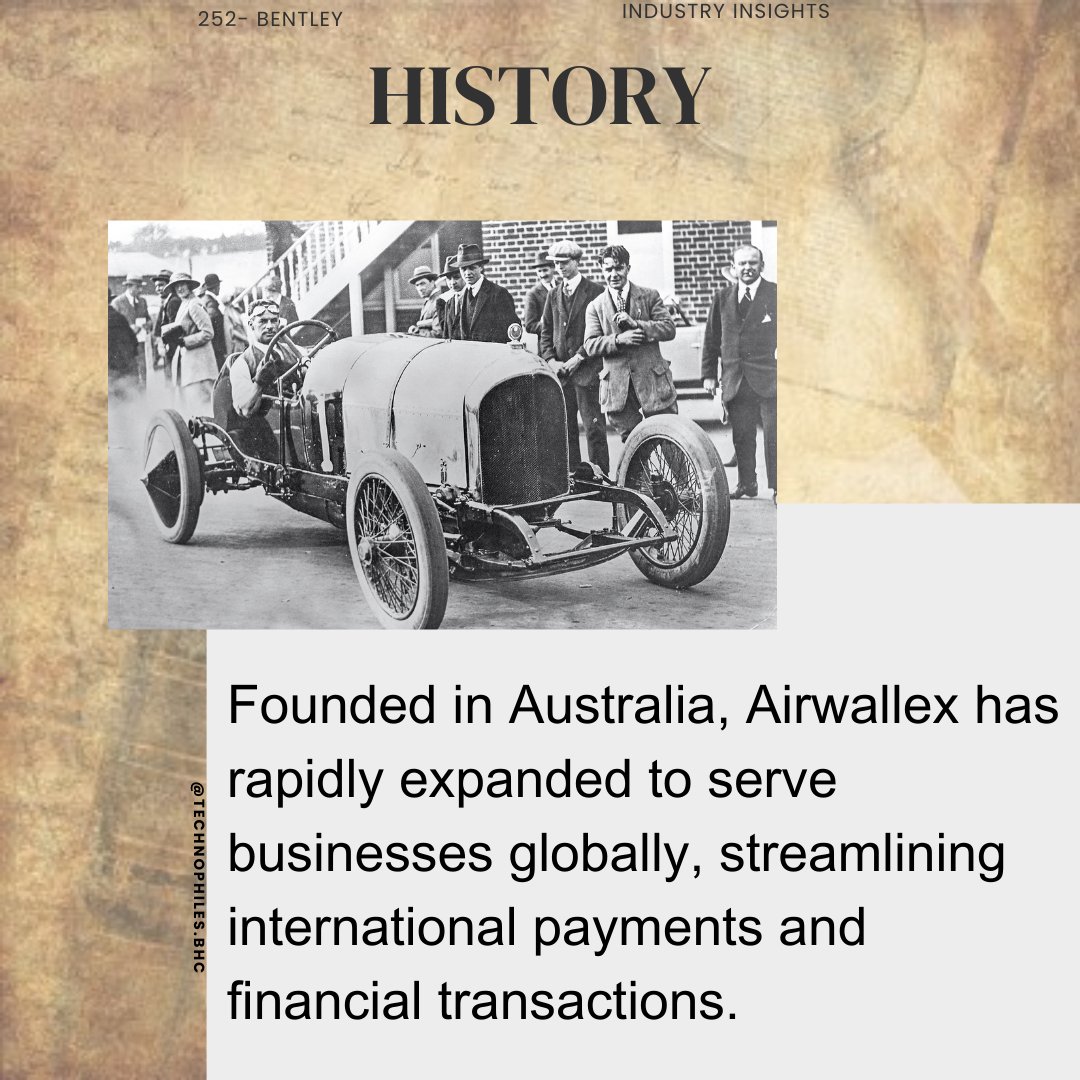 252- BENTLEY
INDUSTRY INSIGHTS
HISTORY
Founded in Australia, Airwallex has
rapidly expanded to serve
businesses globally, streamlining
international payments and
financial transactions.
@TECHNOPHILES.BHC